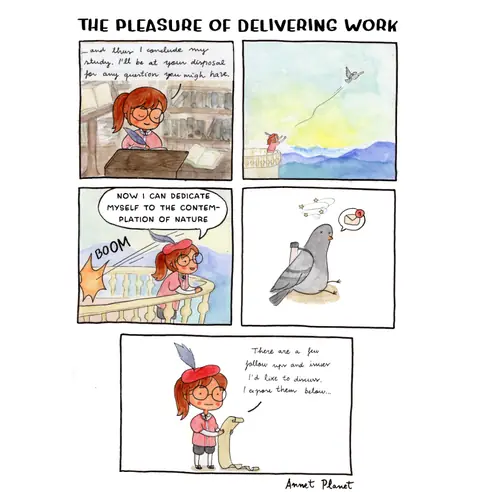 THE PLEASURE OF DELIVERING WORK
...and thus I conclude my
study. I'll be at your disposal
for any question you migh have.
NOW I CAN DEDICATE
MYSELF TO THE CONTEM-
PLATION OF NATURE
BOOM
There are a few
follow ups and issues
I'd like to discuss.
I expose them below...
Annet Planet